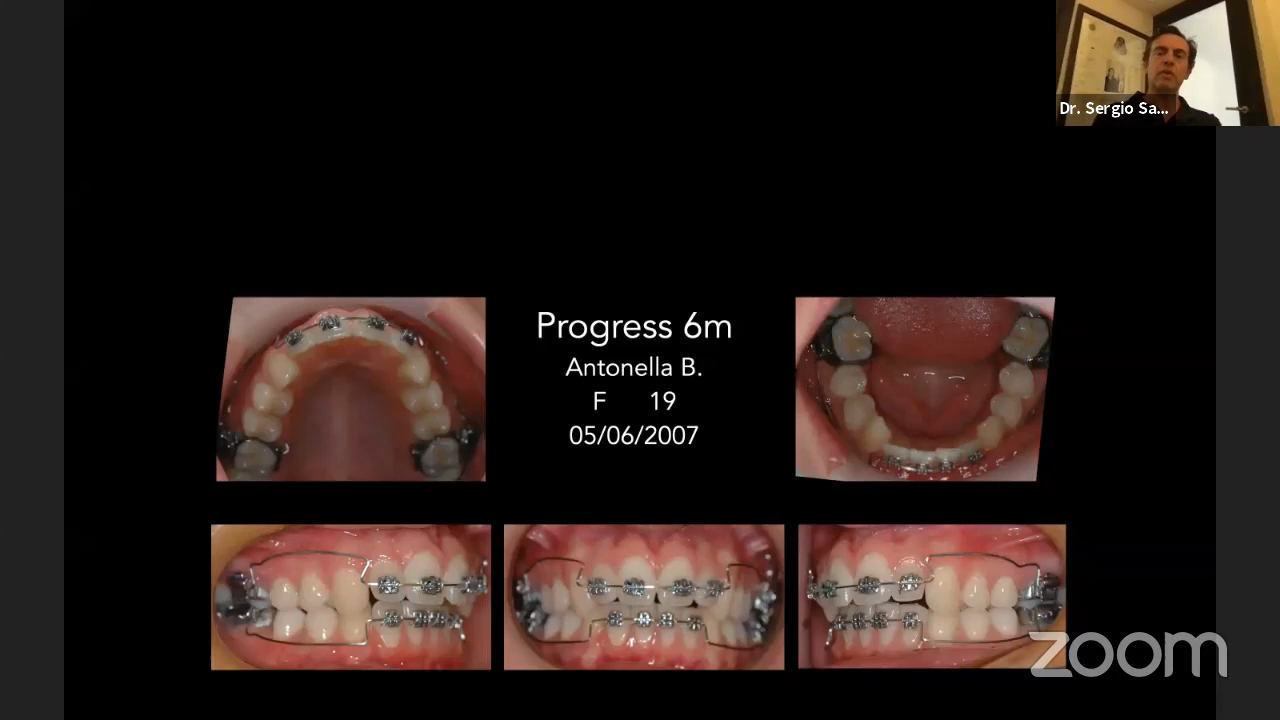 Dr. Sergio Sa...
Progress 6m
Antonella B.
F 19
05/06/2007
zoom